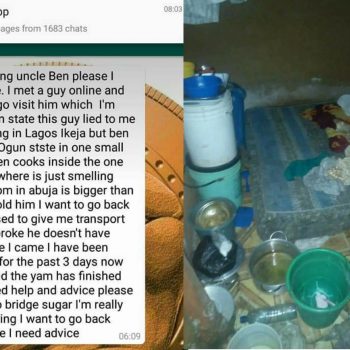 pp
08:03
ages from 1683 chats
ng uncle Ben please I
e. I met a guy online and
go visit him which I'm
n state this guy lied to me
ng in Lagos Ikeja but ben
Ogun stste in one small
en cooks inside the one
where is just smelling
om in abuja is bigger than
old him I want to go back
sed to give me transport
broke he doesn't have
e I came I have been
for the past 3 days now
d the yam has finished
ed help and advice please
o bridge sugar I'm really
ing I want to go back
e I need advice
06:09